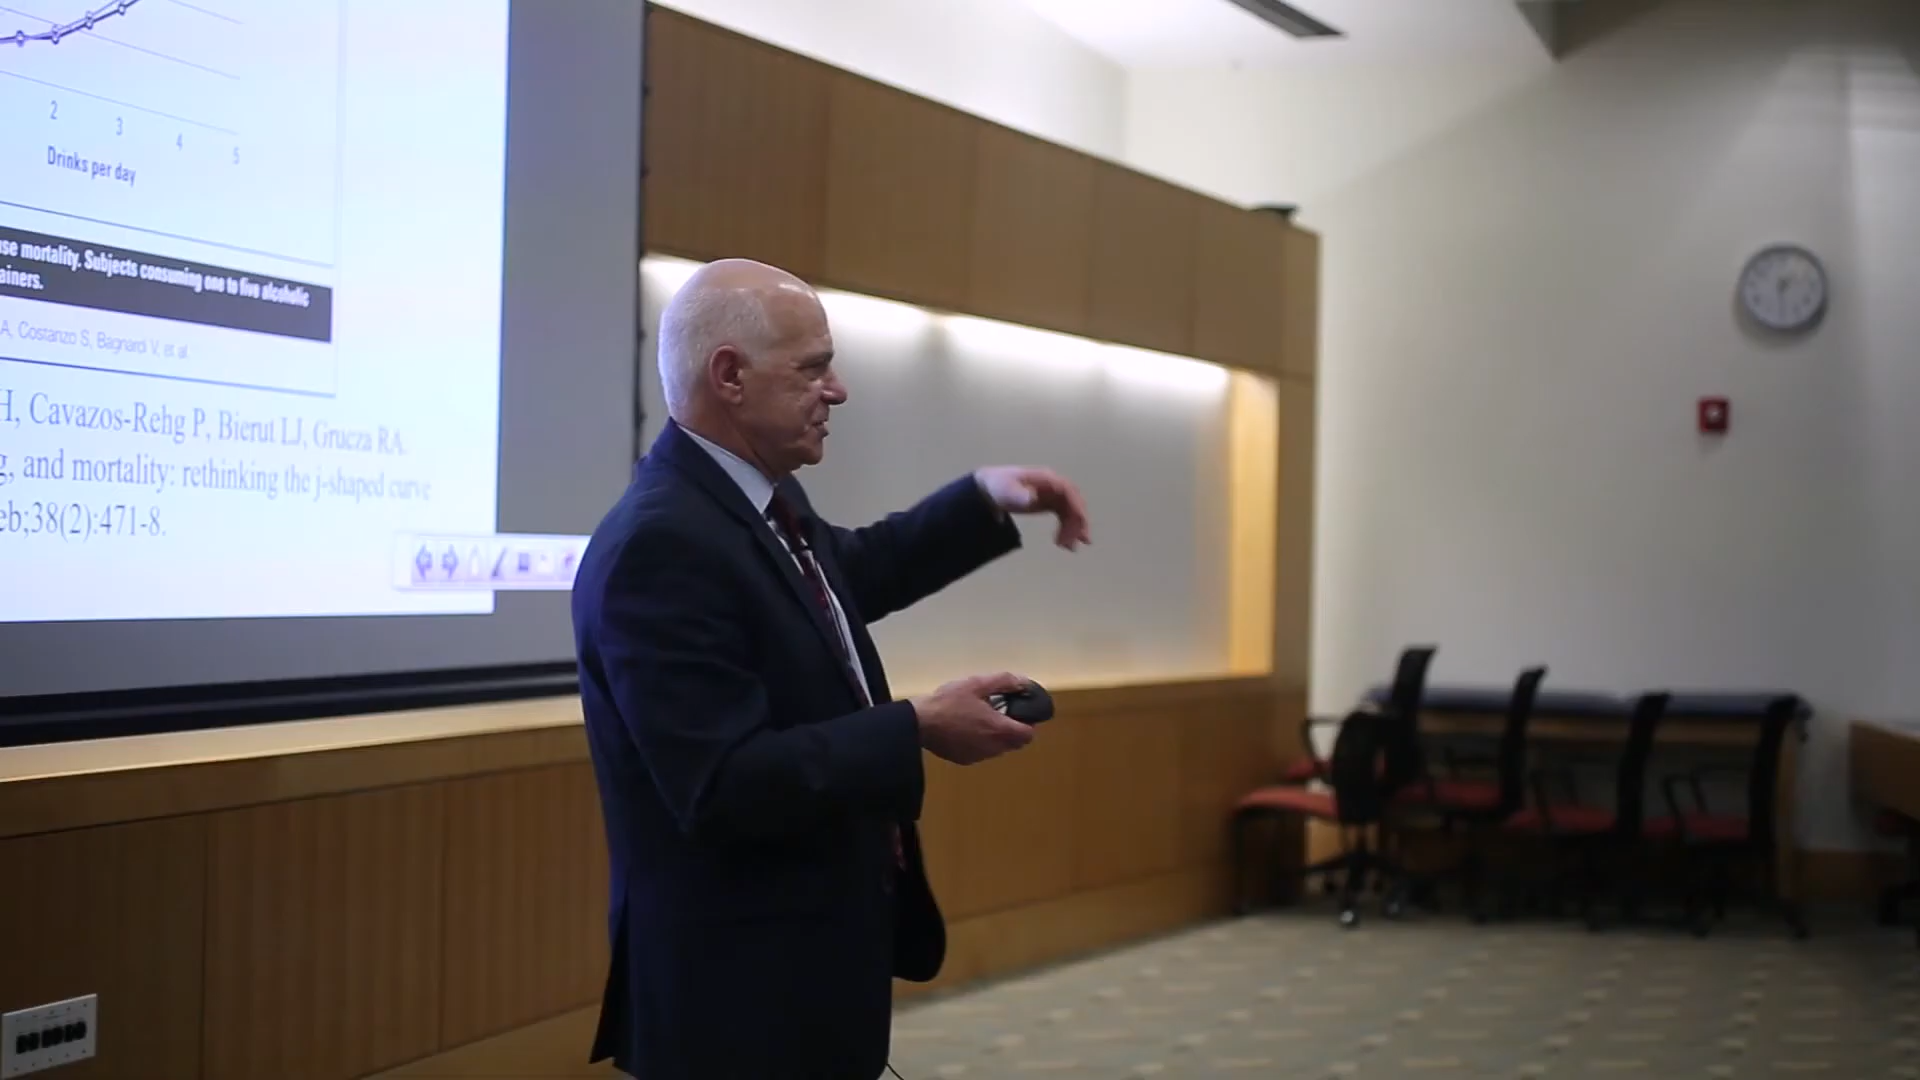 2 3 4 5
Drinks per day
use mortality. Subjects consuming one to five alcoholic
ainers.
A, Costanzo S, Bagnardi V, et al
H, Cavazos-Rehg P, Bierut LJ, Grucza RA.
g, and mortality: rethinking the j-shaped curve
eb;38(2):471-8.